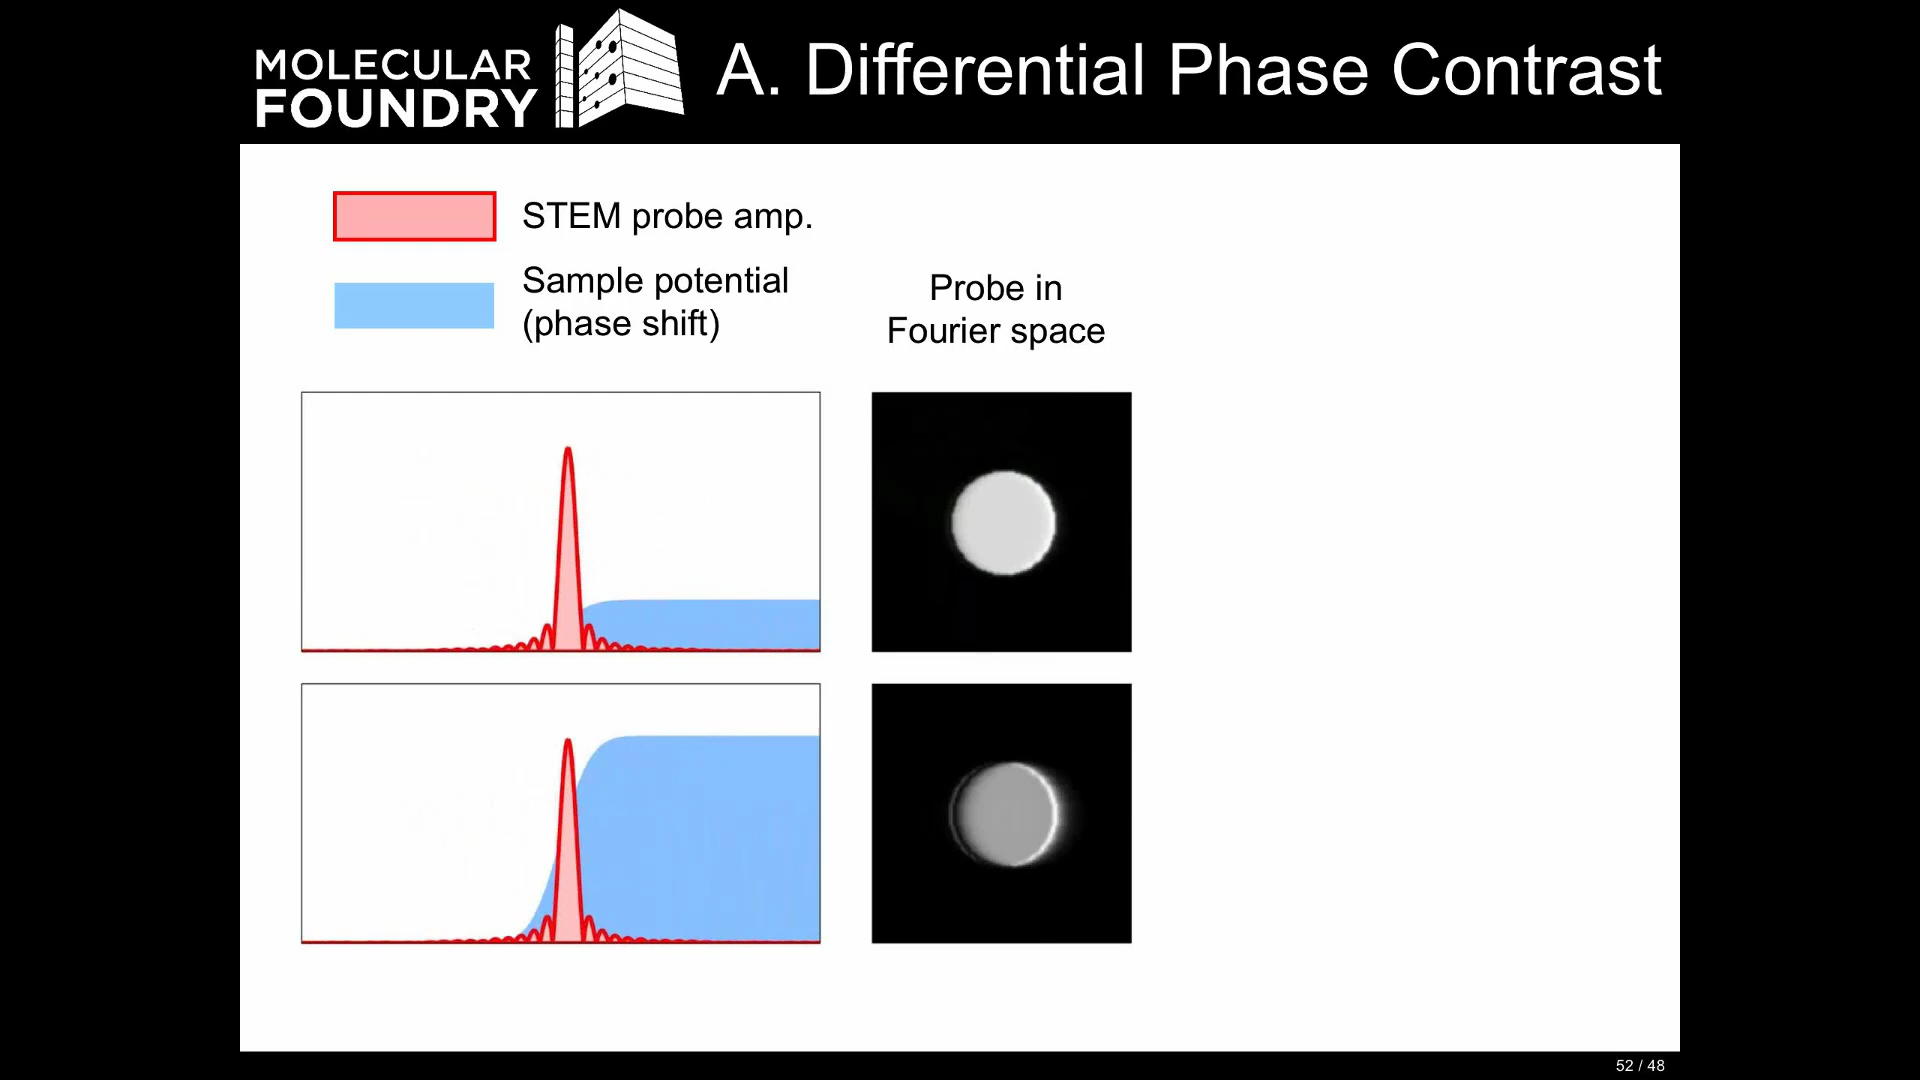 MOLECULAR
FOUNDRY
A. Differential Phase Contrast
STEM probe amp.
Sample potential
(phase shift)
Probe in
Fourier space
52 / 48